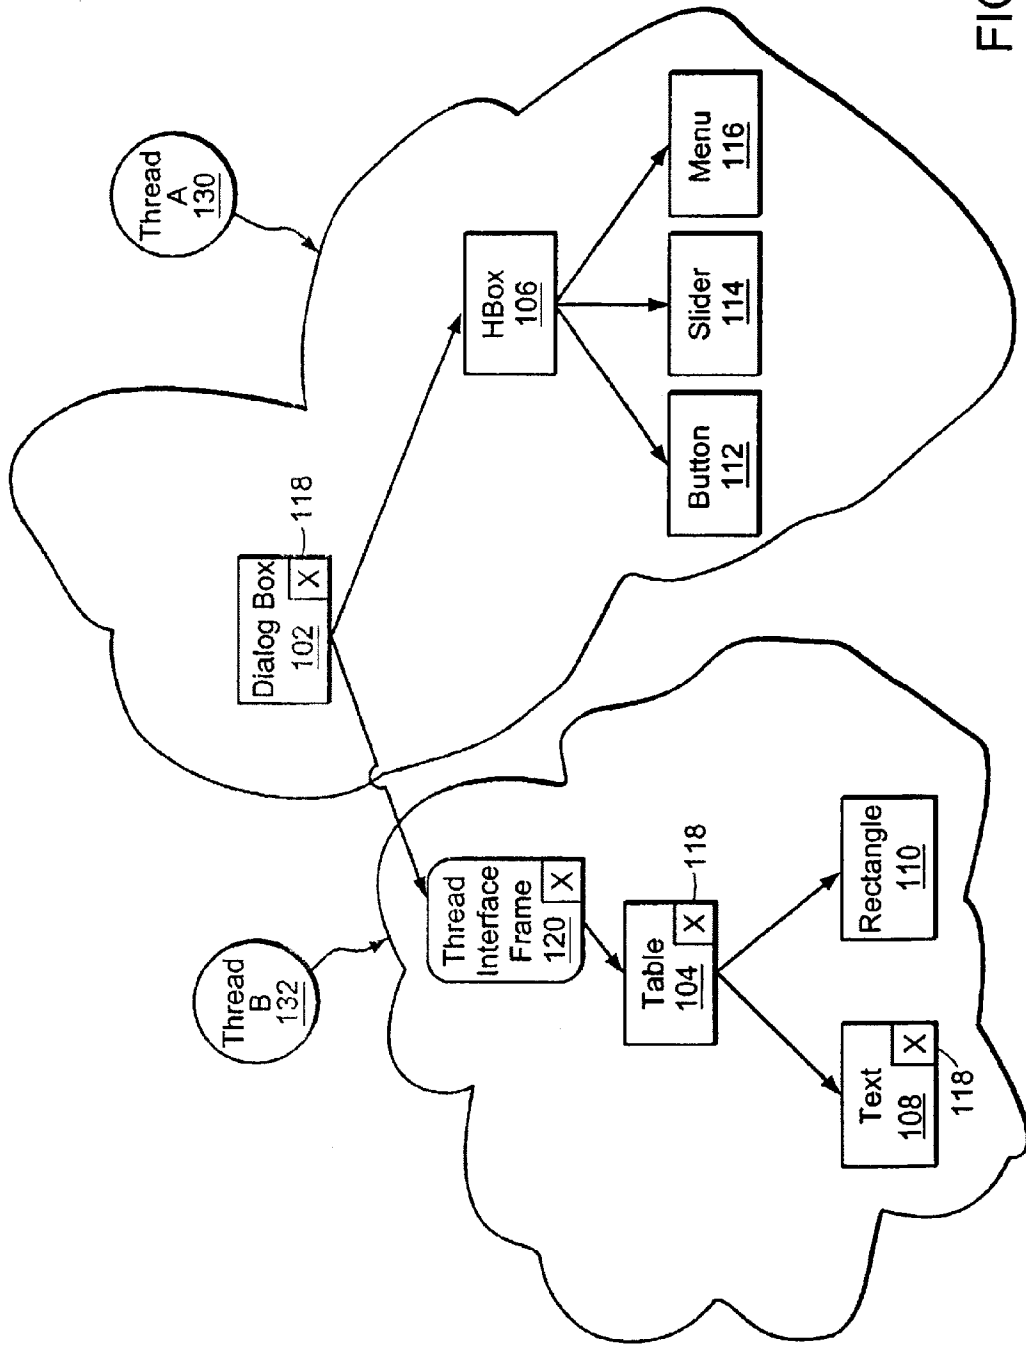 Thread
A
130
Thread
B
132
Dialog Box
102
X
118
Thread
Interface
Frame
120
X
HBox
106
Table
104
X
118
Button
112
Slider
114
Menu
116
Text
108
X
118
Rectangle
110